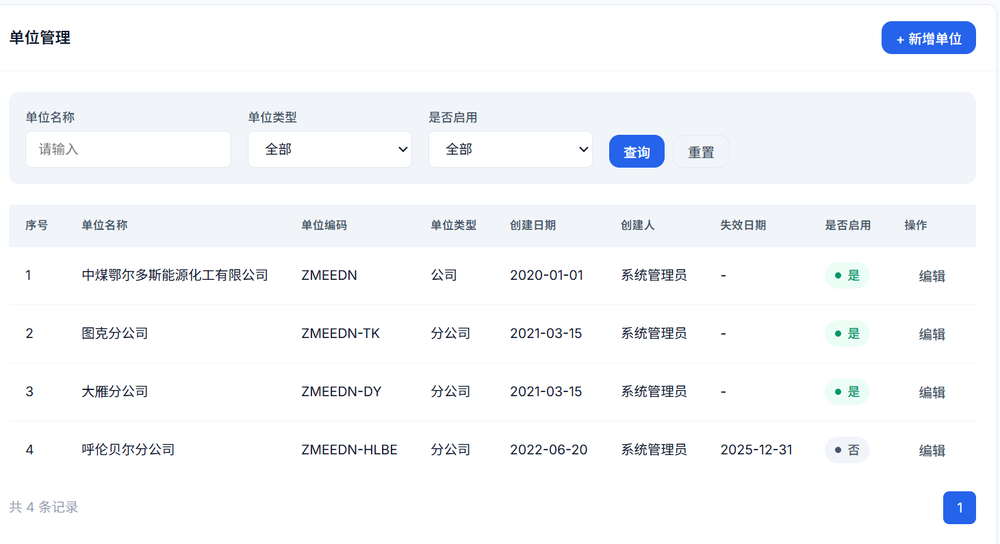 单位管理
+ 新增单位
单位名称 单位类型 是否启用
请输入 全部 全部 查询 重置
序号 单位名称 单位编码 单位类型 创建日期 创建人 失效日期 是否启用 操作
1 中煤鄂尔多斯能源化工有限公司 ZMEEDN 公司 2020-01-01 系统管理员 - 是 编辑
2 图克分公司 ZMEEDN-TK 分公司 2021-03-15 系统管理员 - 是 编辑
3 大雁分公司 ZMEEDN-DY 分公司 2021-03-15 系统管理员 - 是 编辑
4 呼伦贝尔分公司 ZMEEDN-HLBE 分公司 2022-06-20 系统管理员 2025-12-31 否 编辑
共 4 条记录 1